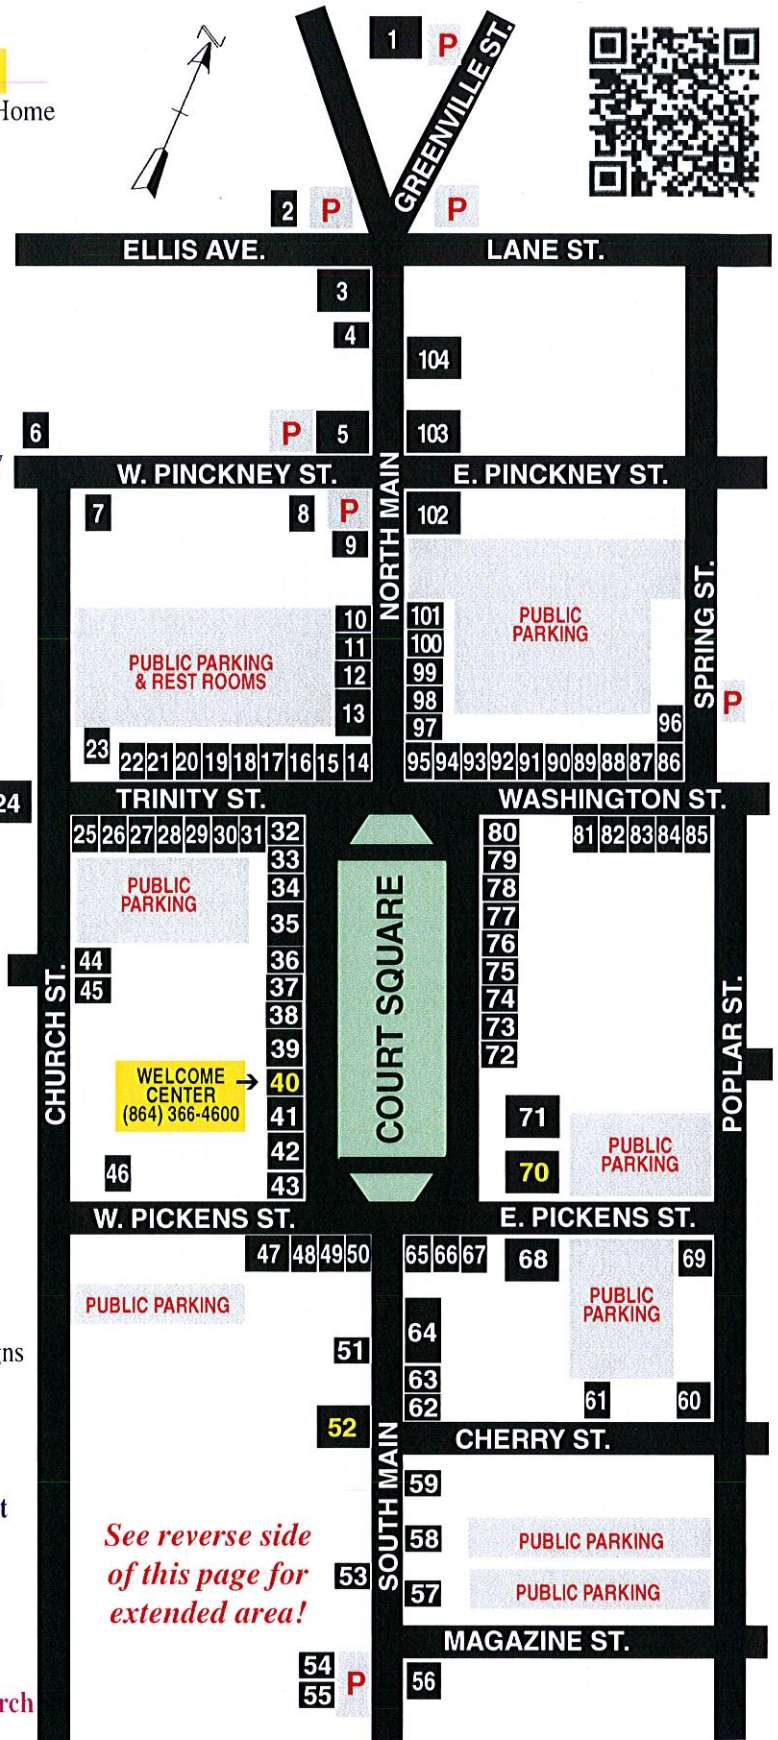 Home
1
P
GREENVILLE ST.
N
2
P
P
ELLIS AVE.
LANE ST.
3
4
104
6
P
5
103
W. PINCKNEY ST.
NORTH MAIN
E. PINCKNEY ST.
7
8
P
102
9
PUBLIC PARKING
& REST ROOMS
10
11
12
13
101
100
99
98
97
PUBLIC
PARKING
SPRING ST.
P
96
23
22 21 20 19 18 17 16 15 14
95 94 93 92 91 90 89 88 87 86
24
TRINITY ST.
WASHINGTON ST.
25 26 27 28 29 30 31 32
80
81 82 83 84 85
33
34
35
36
37
38
39
40
41
42
43
PUBLIC
PARKING
44
45
CHURCH ST.
WELCOME →
CENTER
(864) 366-4600
46
COURT SQUARE
79
78
77
76
75
74
73
72
71
70
PUBLIC
PARKING
POPLAR ST.
W. PICKENS ST.
E. PICKENS ST.
47 48 49 50
65 66 67
68
69
PUBLIC PARKING
PUBLIC
PARKING
51
64
63
62
61
60
52
CHERRY ST.
SOUTH MAIN
59
See reverse side
of this page for
extended area!
58
PUBLIC PARKING
53
57
PUBLIC PARKING
MAGAZINE ST.
54
55
P
56